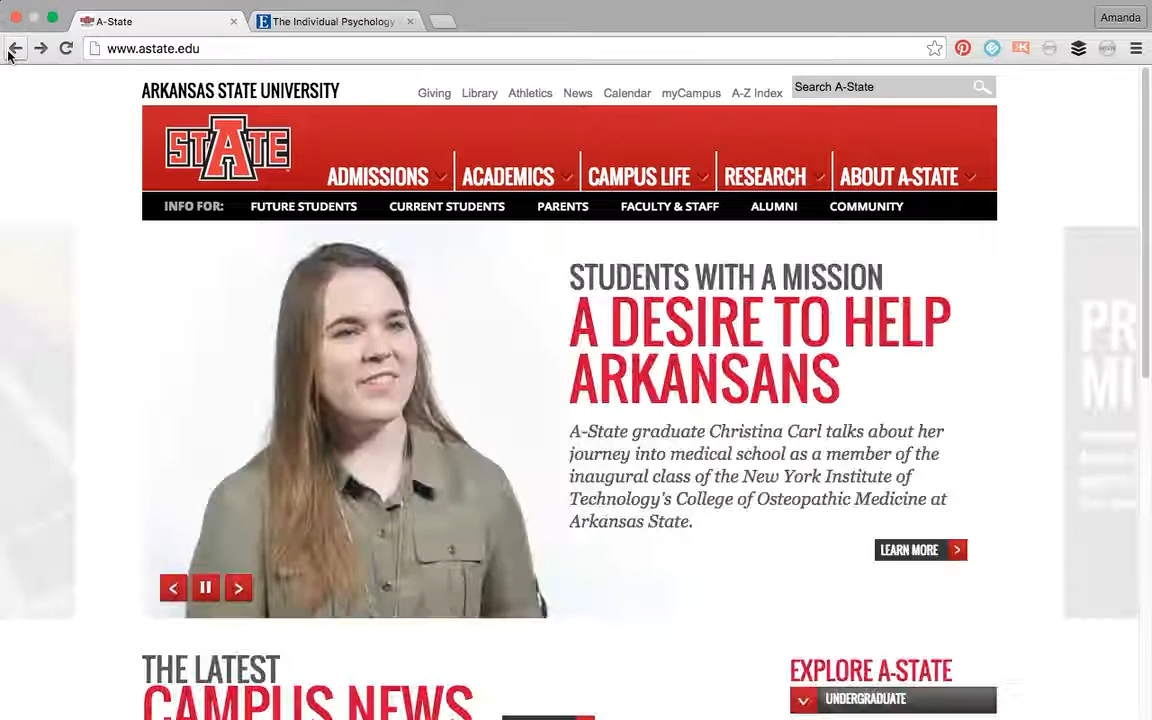 A-State
The Individual Psychology
Amanda
www.astate.edu
ARKANSAS STATE UNIVERSITY
Giving Library Athletics News Calendar myCampus A-Z Index Search A-State
STATE
ADMISSIONS ACADEMICS CAMPUS LIFE RESEARCH ABOUT A-STATE
INFO FOR: FUTURE STUDENTS CURRENT STUDENTS PARENTS FACULTY & STAFF ALUMNI COMMUNITY
STUDENTS WITH A MISSION
A DESIRE TO HELP
ARKANSANS
A-State graduate Christina Carl talks about her
journey into medical school as a member of the
inaugural class of the New York Institute of
Technology's College of Osteopathic Medicine at
Arkansas State.
LEARN MORE
PR
MI
THE LATEST
CAMPUS NEWS
EXPLORE A-STATE
UNDERGRADUATE